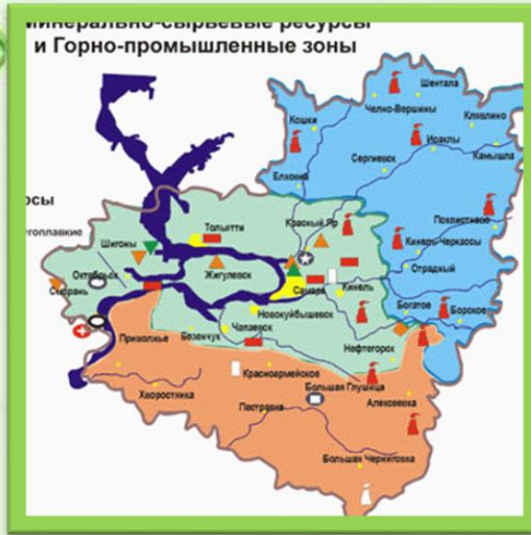 Минерально-сырьевые ресурсы
и Горно-промышленные зоны
Шентала
Челно-Вершины
Кошки
Клявлино
Исаклы
Сергиевск
Камышла
Елховка
осы
Тольятти
Красный Яр
Похвистнево
угоплавкие
Шигоны
Кинель-Черкассы
Октябрьск
Жигулевск
Отрадный
Сызрань
Самара
Кинель
Богатое
Борское
Новокуйбышевск
Приволжье
Безенчук
Чапаевск
Нефтегорск
Красноармейское
Большая Глушица
Хворостянка
Пестравка
Алексеевка
Большая Черниговка